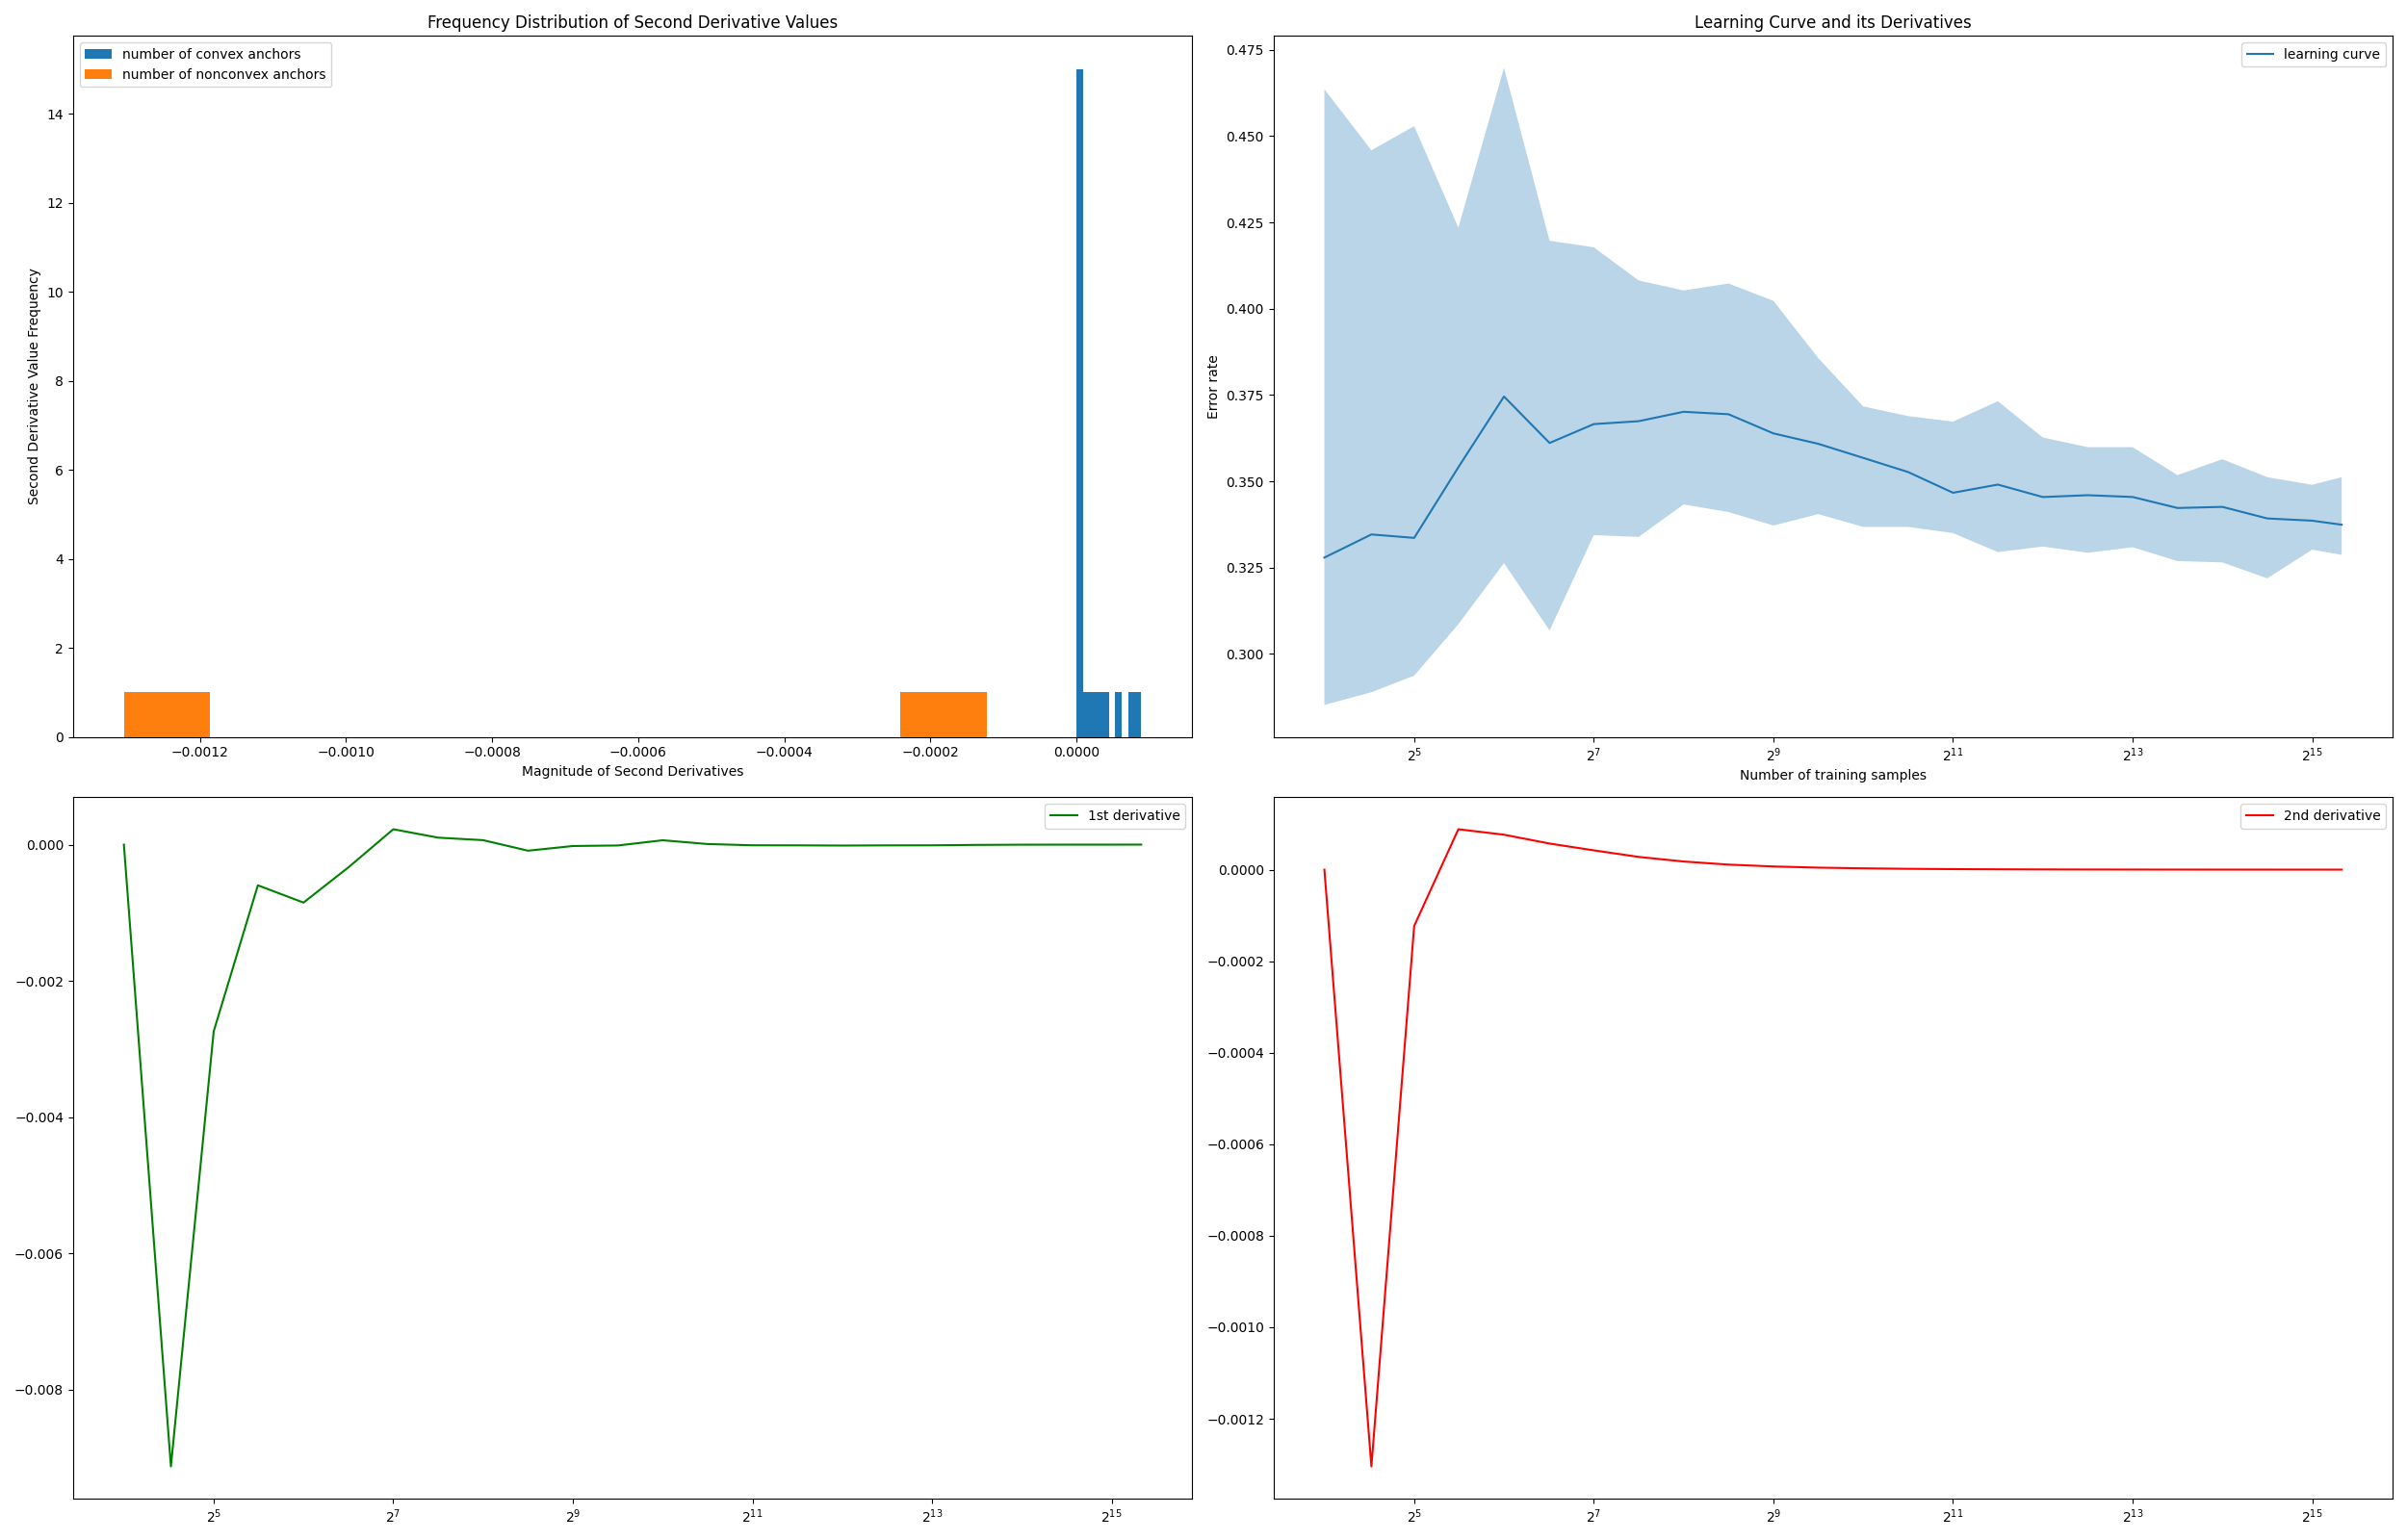 Frequency Distribution of Second Derivative Values
number of convex anchors
number of nonconvex anchors
Second Derivative Value Frequency
14
12
10
8
6
4
2
0
−0.0012 −0.0010 −0.0008 −0.0006 −0.0004 −0.0002 0.0000
Magnitude of Second Derivatives
Learning Curve and its Derivatives
learning curve
Error rate
0.475
0.450
0.425
0.400
0.375
0.350
0.325
0.300
2^5 2^7 2^9 2^11 2^13 2^15
Number of training samples
1st derivative
0.000
−0.002
−0.004
−0.006
−0.008
2^5 2^7 2^9 2^11 2^13 2^15
2nd derivative
0.0000
−0.0002
−0.0004
−0.0006
−0.0008
−0.0010
−0.0012
2^5 2^7 2^9 2^11 2^13 2^15